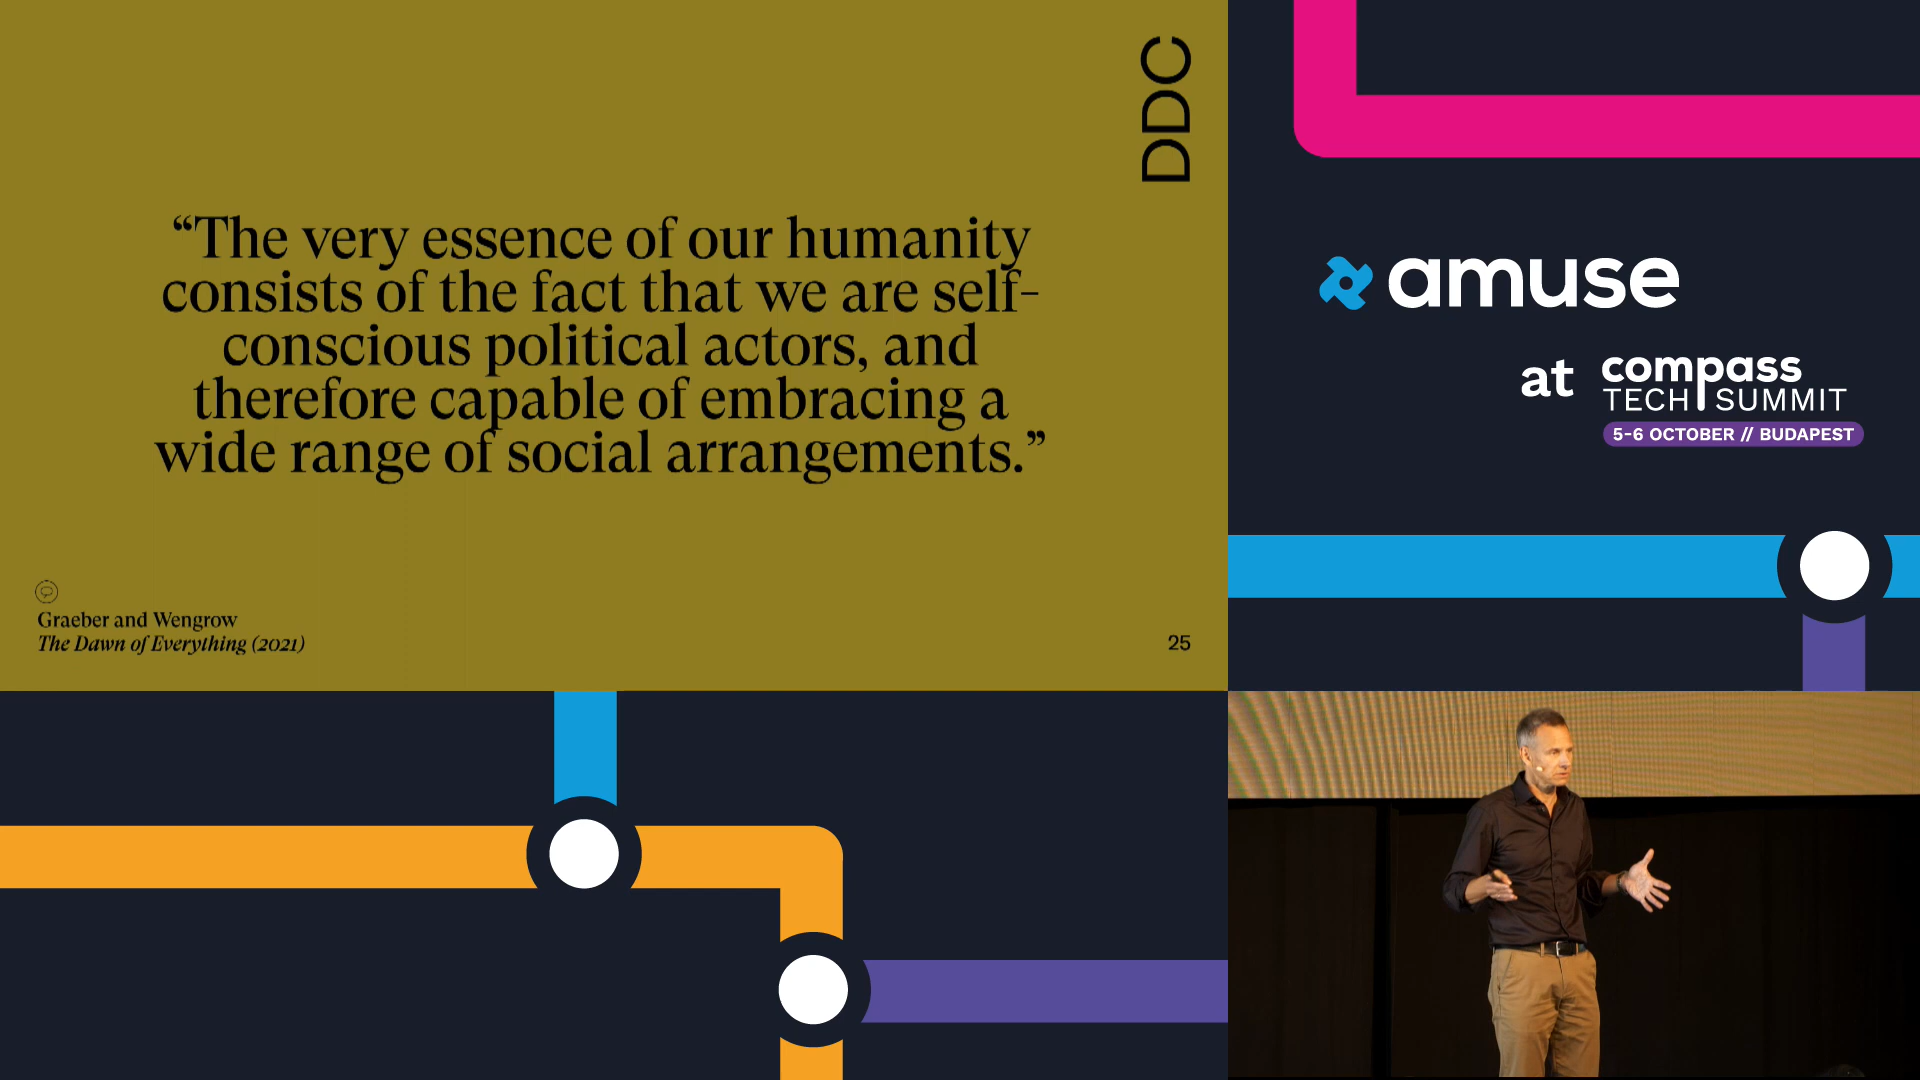 DDC
“The very essence of our humanity
consists of the fact that we are self-
conscious political actors, and
therefore capable of embracing a
wide range of social arrangements.”
Graeber and Wengrow
The Dawn of Everything (2021)
25
amuse
at
compass
TECH SUMMIT
5-6 OCTOBER // BUDAPEST